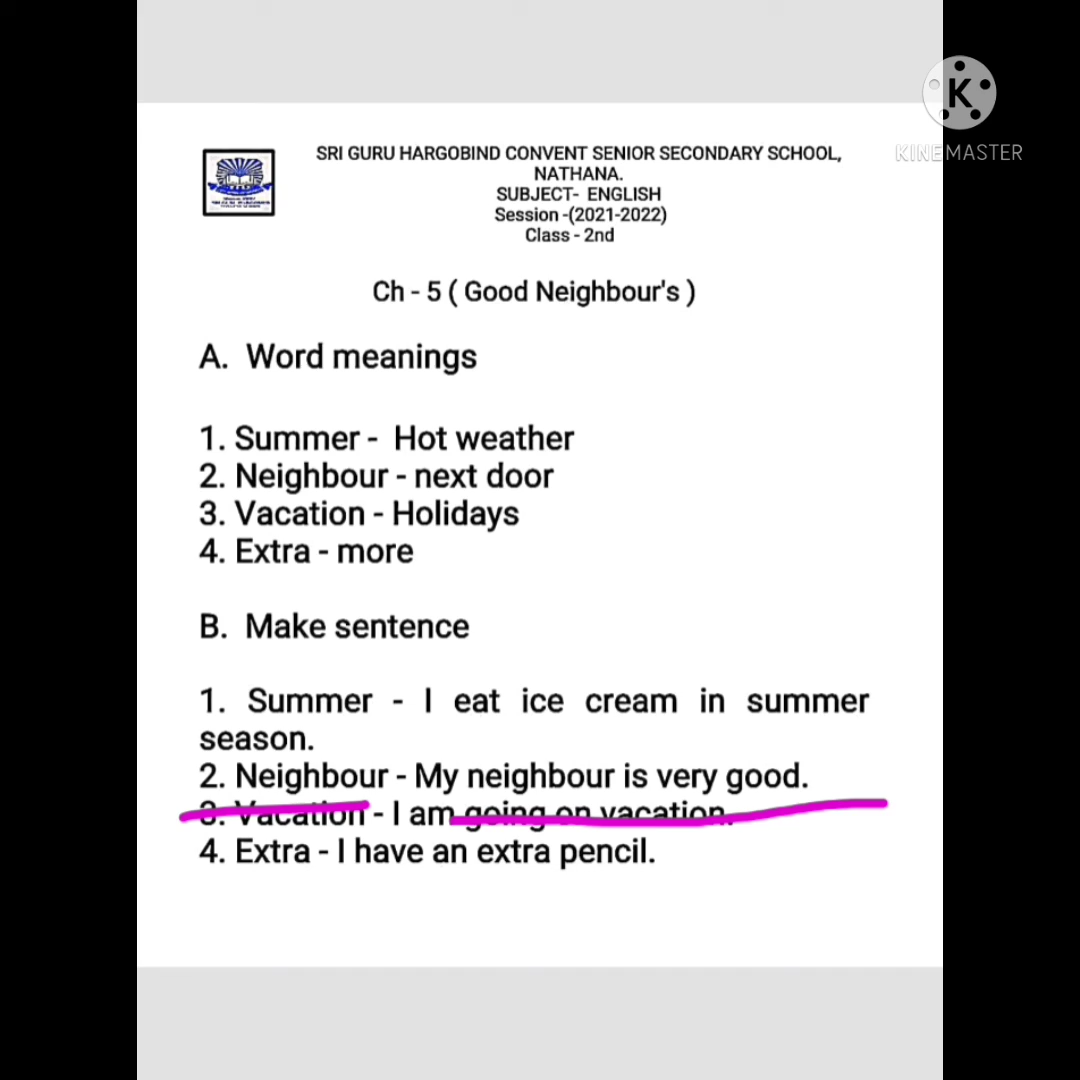 K
KINEMASTER
SRI GURU HARGOBIND CONVENT SENIOR SECONDARY SCHOOL,
NATHANA.
SUBJECT- ENGLISH
Session -(2021-2022)
Class - 2nd
Ch - 5 ( Good Neighbour's )
A. Word meanings
1. Summer - Hot weather
2. Neighbour - next door
3. Vacation - Holidays
4. Extra - more
B. Make sentence
1. Summer - I eat ice cream in summer
season.
2. Neighbour - My neighbour is very good.
3. Vacation - I am going on vacation.
4. Extra - I have an extra pencil.